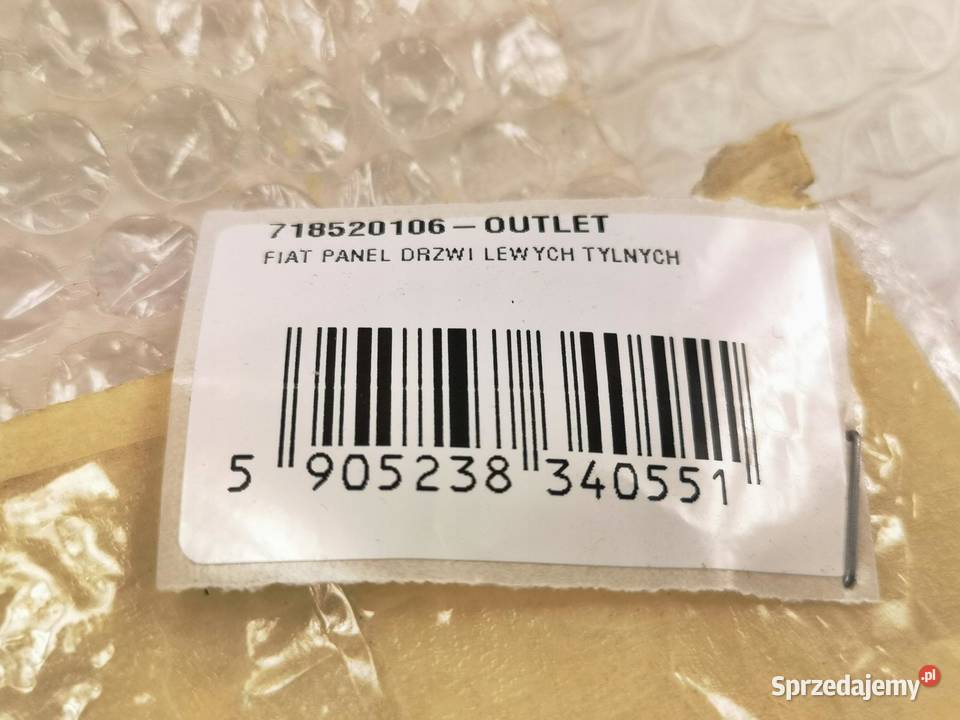 718520106 – OUTLET
FIAT PANEL DRZWI LEWYCH TYLNYCH
5 905238 340551
Sprzedajemy.pl